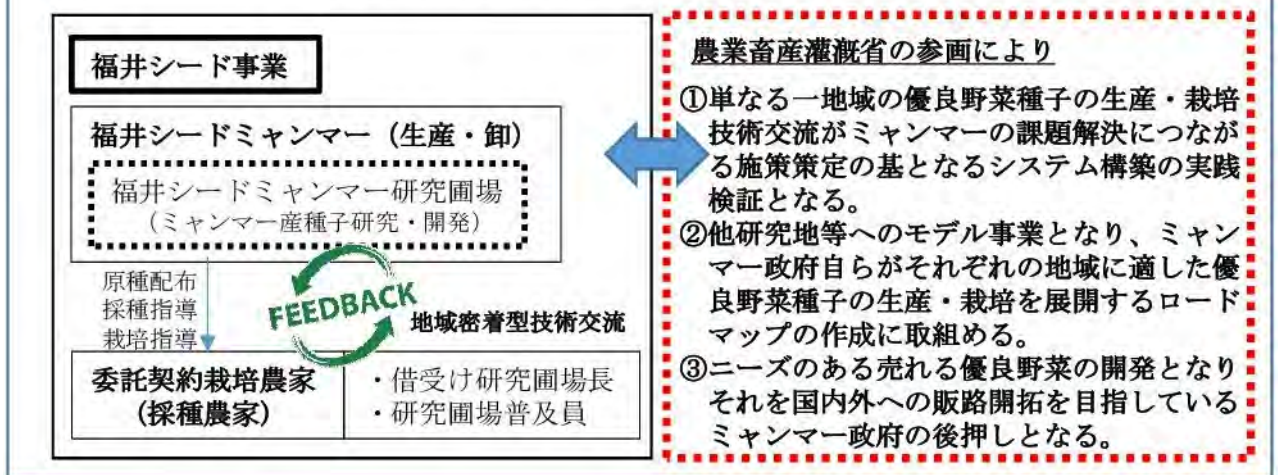 福井シード事業
福井シードミャンマー（生産・卸）
福井シードミャンマー研究圃場
（ミャンマー産種子研究・開発）
原種配布
採種指導
栽培指導
FEEDBACK
地域密着型技術交流
委託契約栽培農家
（採種農家）
・借受け研究圃場長
・研究圃場普及員
農業畜産灌漑省の参画により
①単なる一地域の優良野菜種子の生産・栽培
技術交流がミャンマーの課題解決につなが
る施策策定の基となるシステム構築の実践
検証となる。
②他研究地等へのモデル事業となり、ミャン
マー政府自らがそれぞれの地域に適した優
良野菜種子の生産・栽培を展開するロード
マップの作成に取組める。
③ニーズのある売れる優良野菜の開発となり
それを国内外への販路開拓を目指している
ミャンマー政府の後押しとなる。